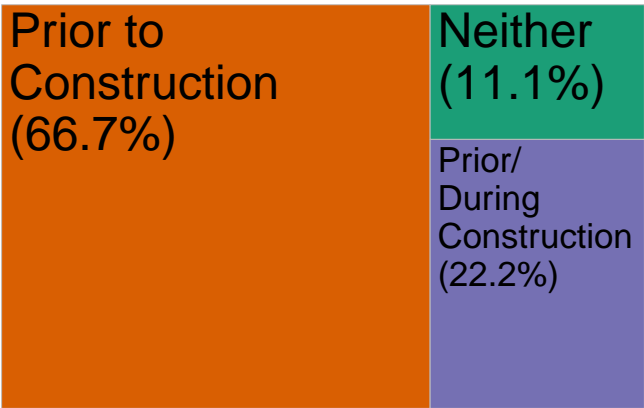 Prior to
Construction
(66.7%)
Neither
(11.1%)
Prior/
During
Construction
(22.2%)